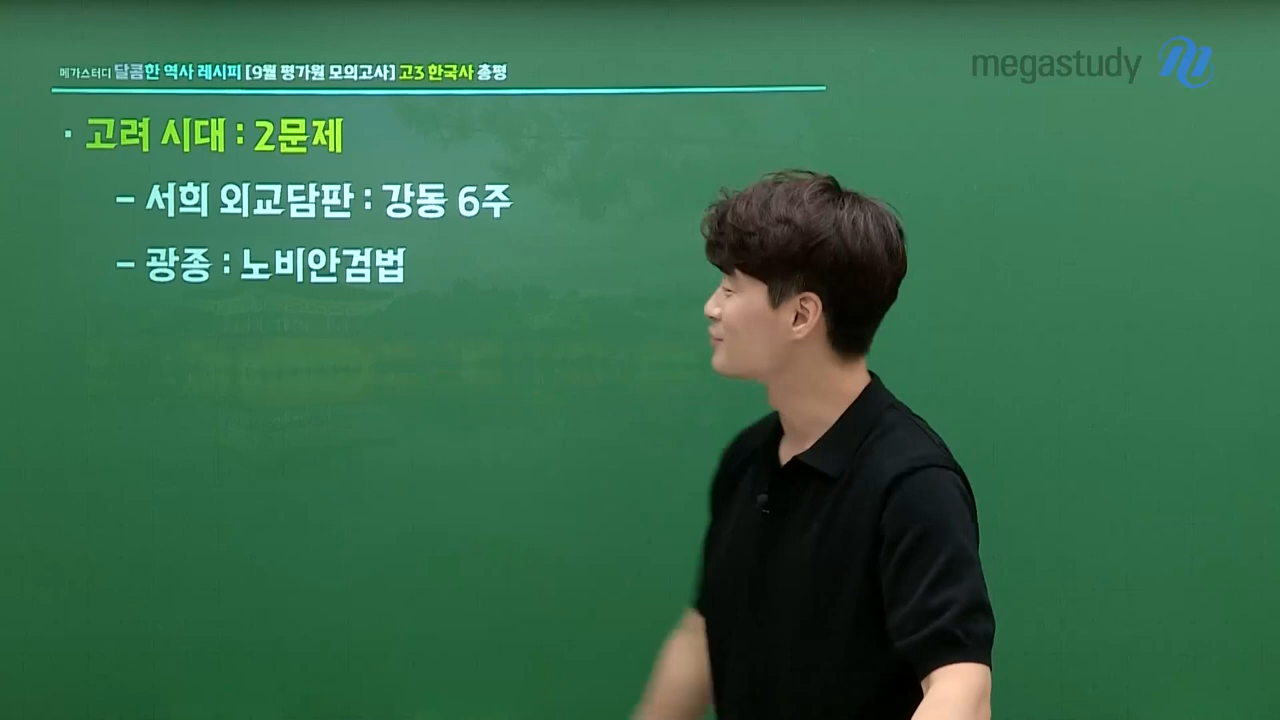 메가스터디 달콤한 역사 레시피 [9월 평가원 모의고사] 고3 한국사 총평
megastudy
· 고려 시대 : 2문제
– 서희 외교담판 : 강동 6주
– 광종 : 노비안검법